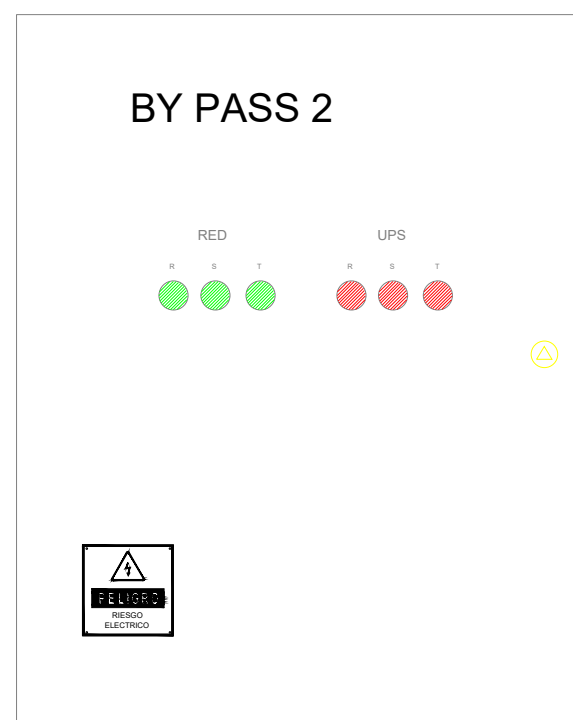 BY PASS 2
RED UPS
R S T R S T
PELIGRO
RIESGO
ELECTRICO